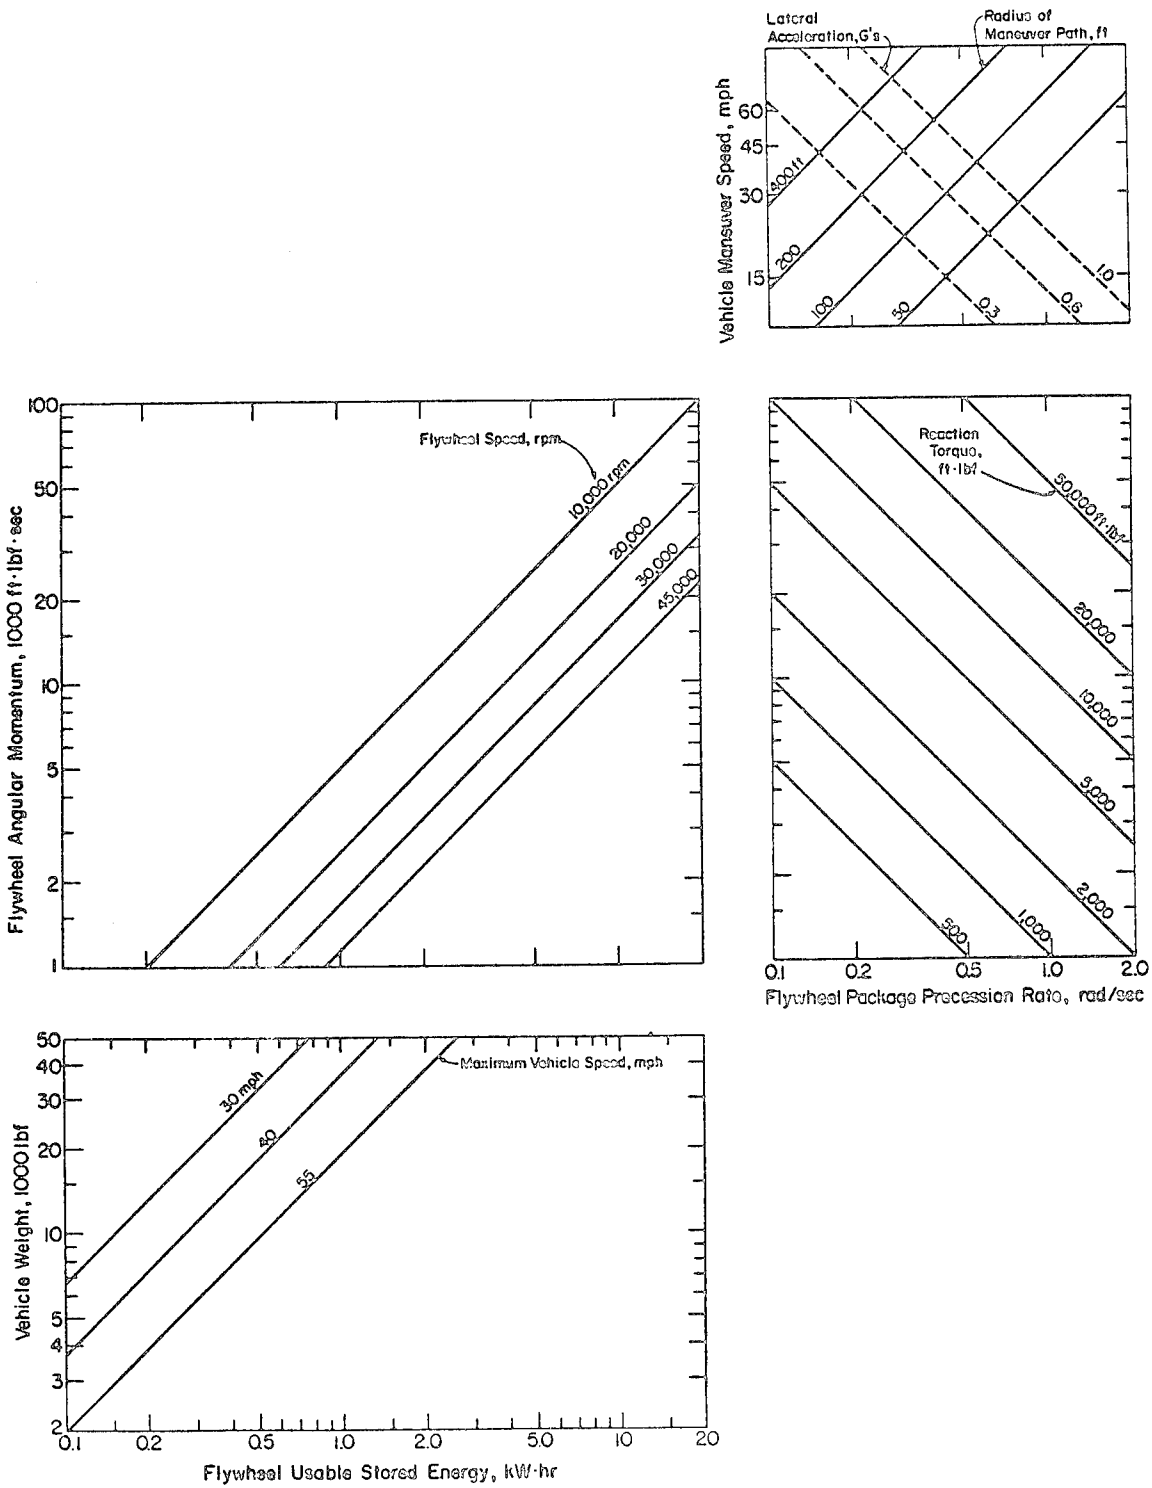 Lateral
Acceleration, G's
Radius of
Maneuver Path, ft
Vehicle Maneuver Speed, mph
60
45
30
15
400 ft
200
100
50
0.3
0.6
1.0
Flywheel Angular Momentum, 1000 ft·lbf·sec
100
50
20
10
5
2
1
Flywheel Speed, rpm
10,000 rpm
20,000
30,000
45,000
Reaction
Torque,
ft·lbf
50,000 ft·lbf
20,000
10,000
5,000
2,000
1,000
500
0.1 0.2 0.5 1.0 2.0
Flywheel Package Precession Rate, rad/sec
Vehicle Weight, 1000 lbf
50
40
30
20
10
5
4
3
2
30 mph
40
55
Maximum Vehicle Speed, mph
0.1 0.2 0.5 1.0 2.0 5.0 10 20
Flywheel Usable Stored Energy, kW·hr